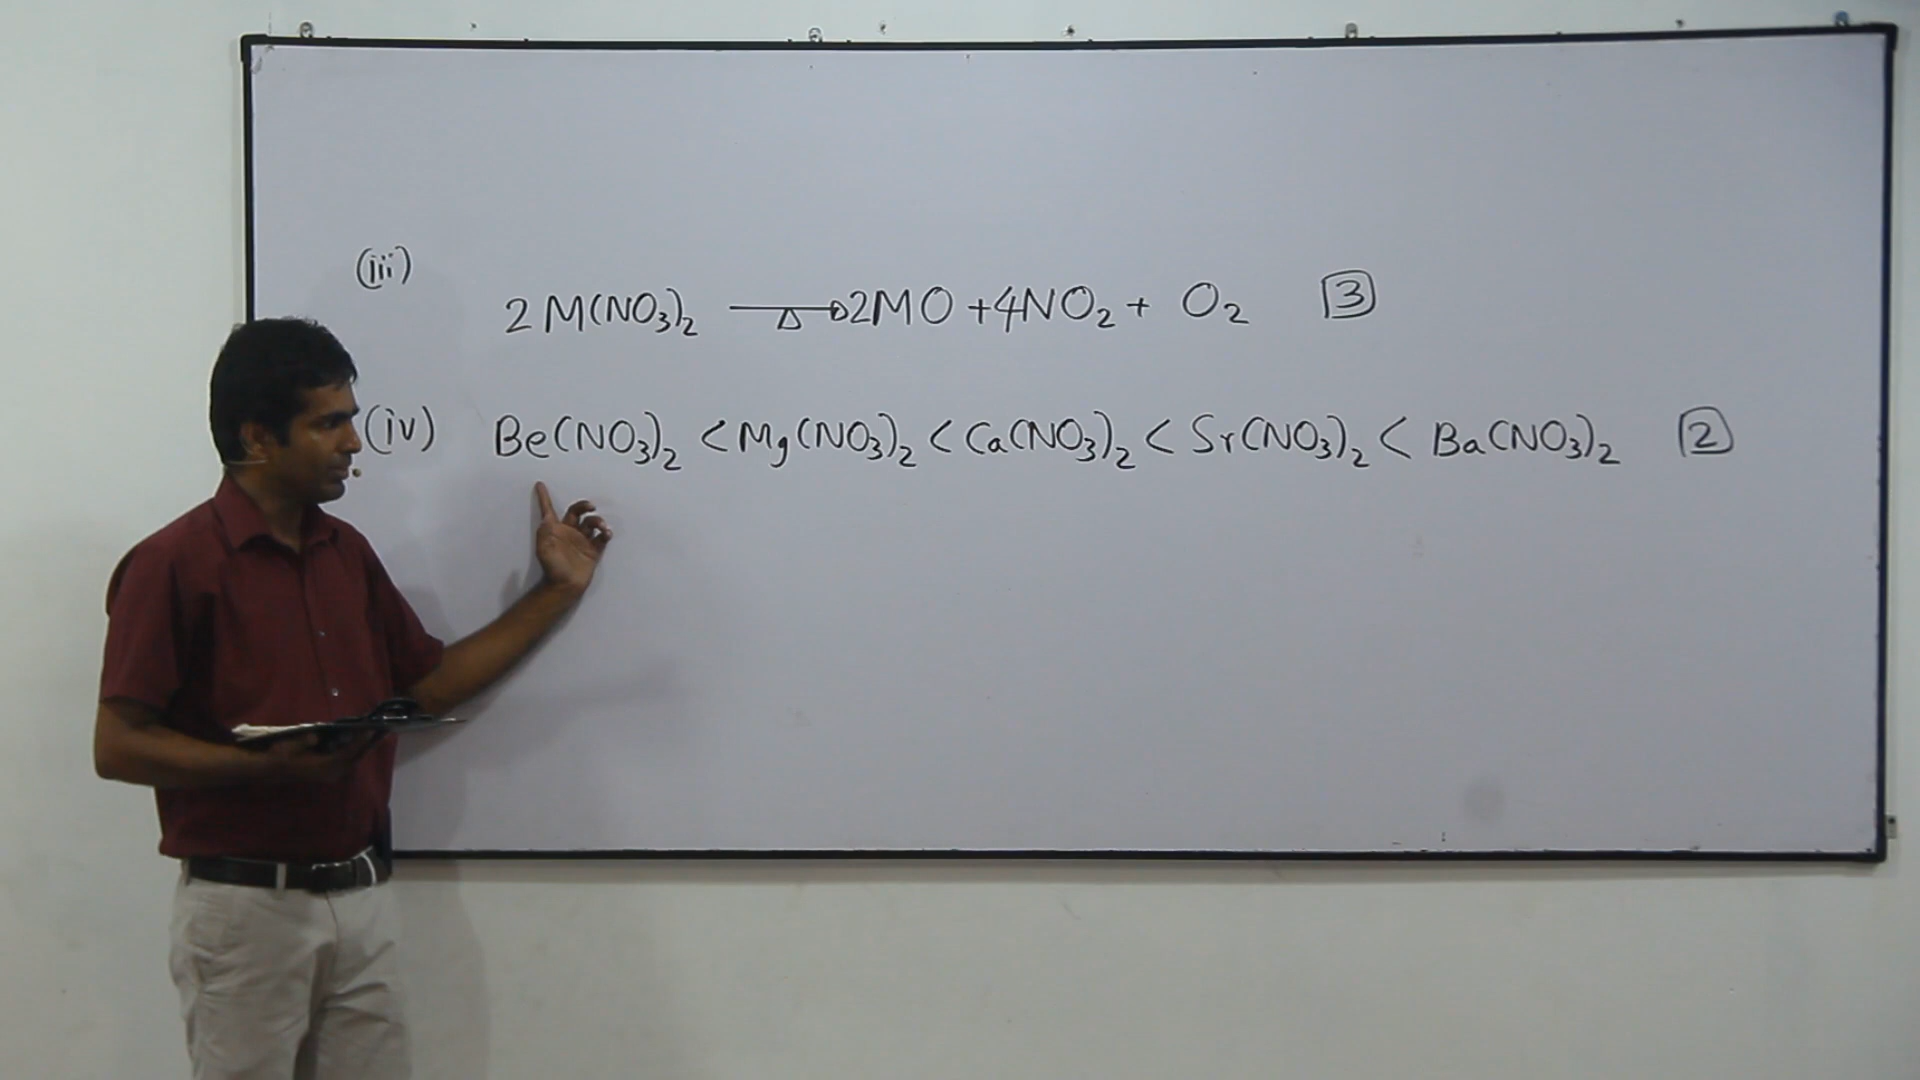 (iii)
2 M(NO₃)₂ —Δ→ 2MO + 4NO₂ + O₂ 3
(iv) Be(NO₃)₂ < Mg(NO₃)₂ < Ca(NO₃)₂ < Sr(NO₃)₂ < Ba(NO₃)₂ 2